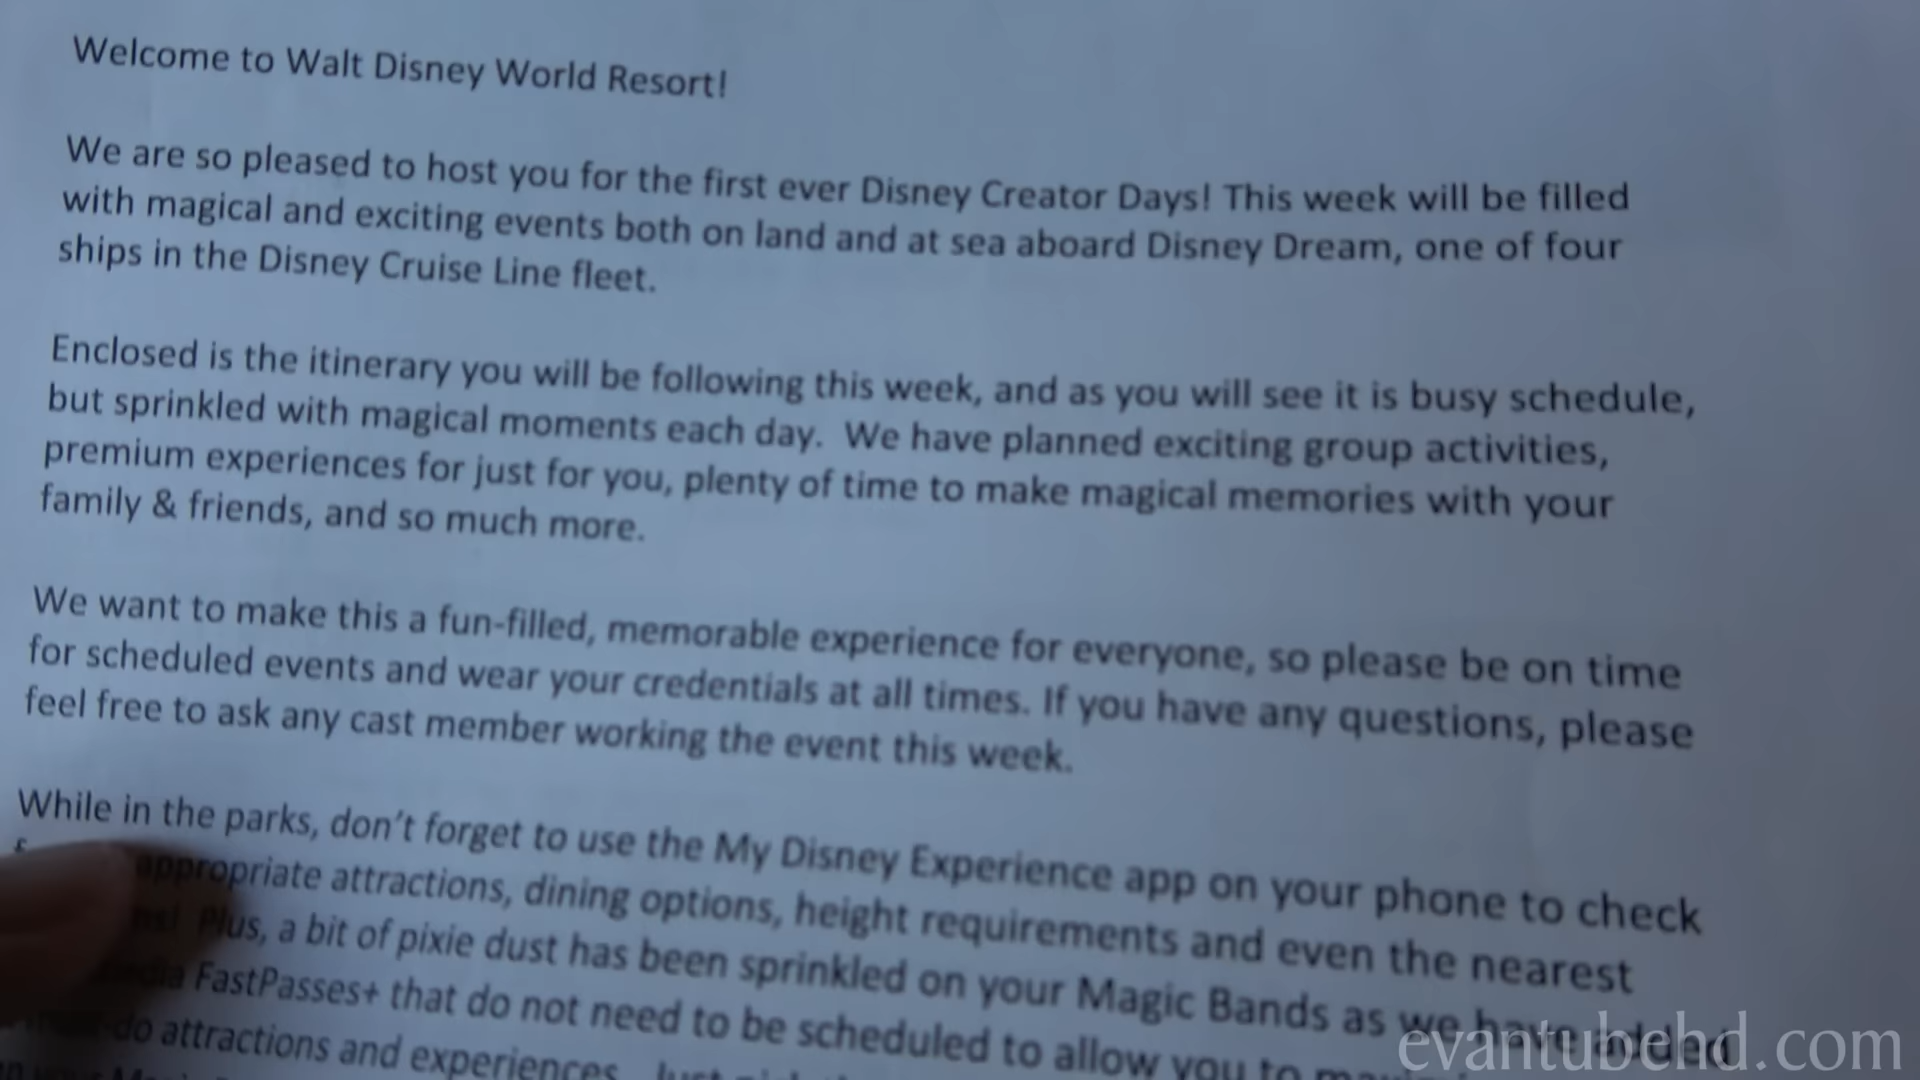 Welcome to Walt Disney World Resort!
We are so pleased to host you for the first ever Disney Creator Days! This week will be filled
with magical and exciting events both on land and at sea aboard Disney Dream, one of four
ships in the Disney Cruise Line fleet.
Enclosed is the itinerary you will be following this week, and as you will see it is busy schedule,
but sprinkled with magical moments each day. We have planned exciting group activities,
premium experiences for just for you, plenty of time to make magical memories with your
family & friends, and so much more.
We want to make this a fun-filled, memorable experience for everyone, so please be on time
for scheduled events and wear your credentials at all times. If you have any questions, please
feel free to ask any cast member working the event this week.
While in the parks, don't forget to use the My Disney Experience app on your phone to check
appropriate attractions, dining options, height requirements and even the nearest
Plus, a bit of pixie dust has been sprinkled on your Magic Bands as we have added
FastPasses+ that do not need to be scheduled to allow you to
do attractions and experiences.
evantubehd.com